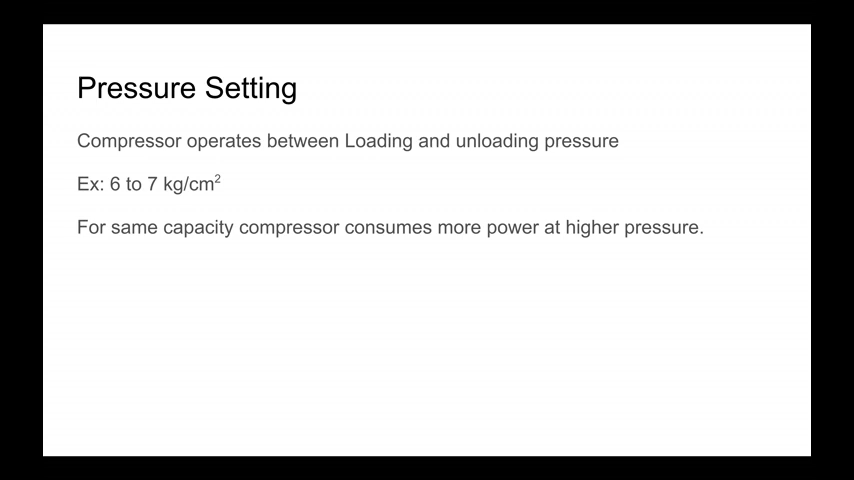 Pressure Setting
Compressor operates between Loading and unloading pressure
Ex: 6 to 7 kg/cm²
For same capacity compressor consumes more power at higher pressure.